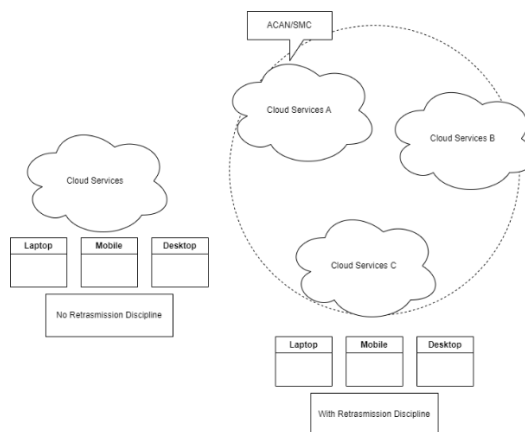 ACAN/SMC
Cloud Services A
Cloud Services B
Cloud Services
Cloud Services C
Laptop
Mobile
Desktop
No Retrasmission Discipline
Laptop
Mobile
Desktop
With Retrasmission Discipline